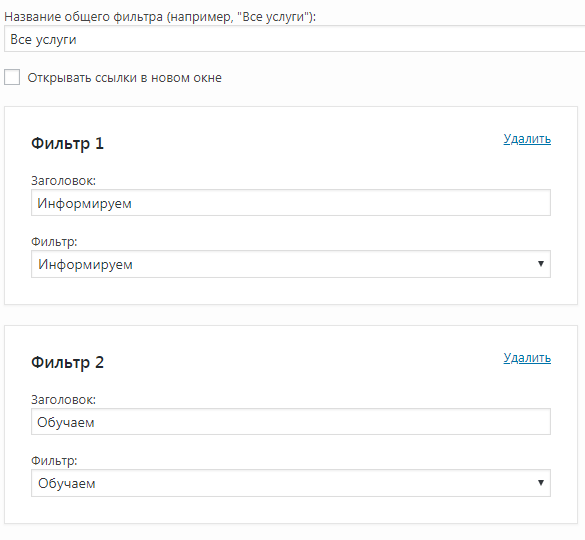 Название общего фильтра (например, "Все услуги"):
Все услуги
Открывать ссылки в новом окне
Фильтр 1
Удалить
Заголовок:
Информируем
Фильтр:
Информируем
Фильтр 2
Удалить
Заголовок:
Обучаем
Фильтр:
Обучаем